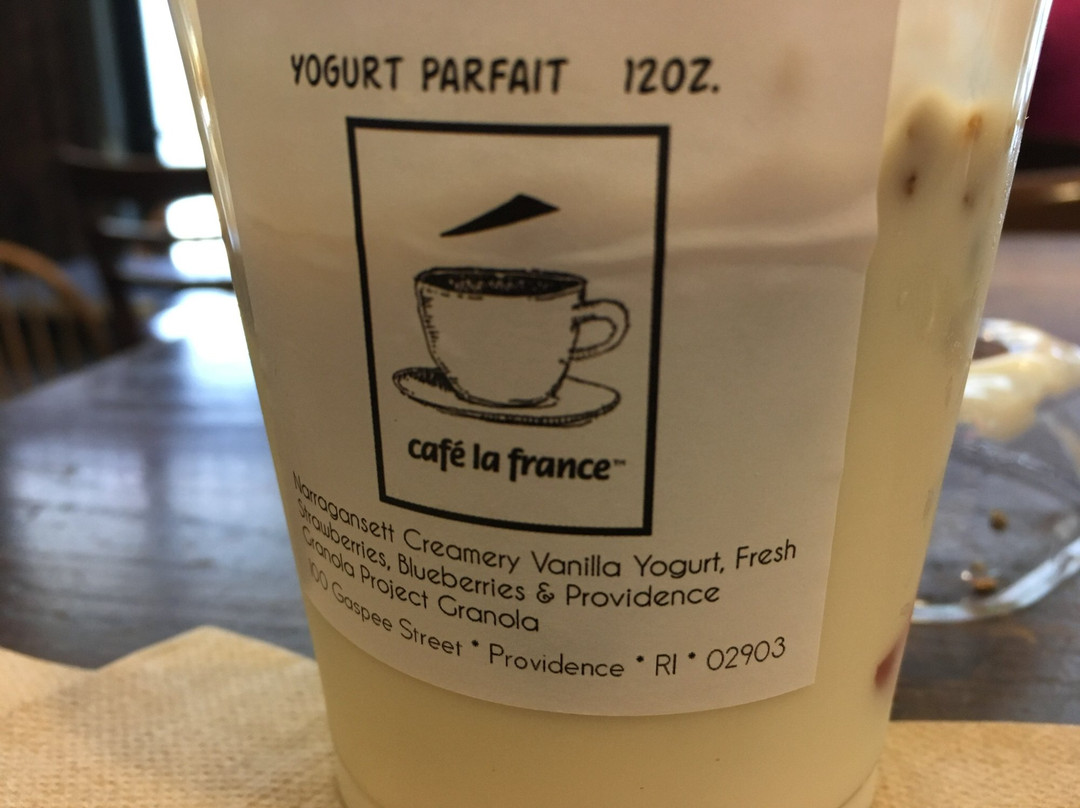 YOGURT PARFAIT 12OZ.
café la france™
Narragansett Creamery Vanilla Yogurt, Fresh
Strawberries, Blueberries & Providence
Granola Project Granola
100 Gaspee Street * Providence * RI * 02903